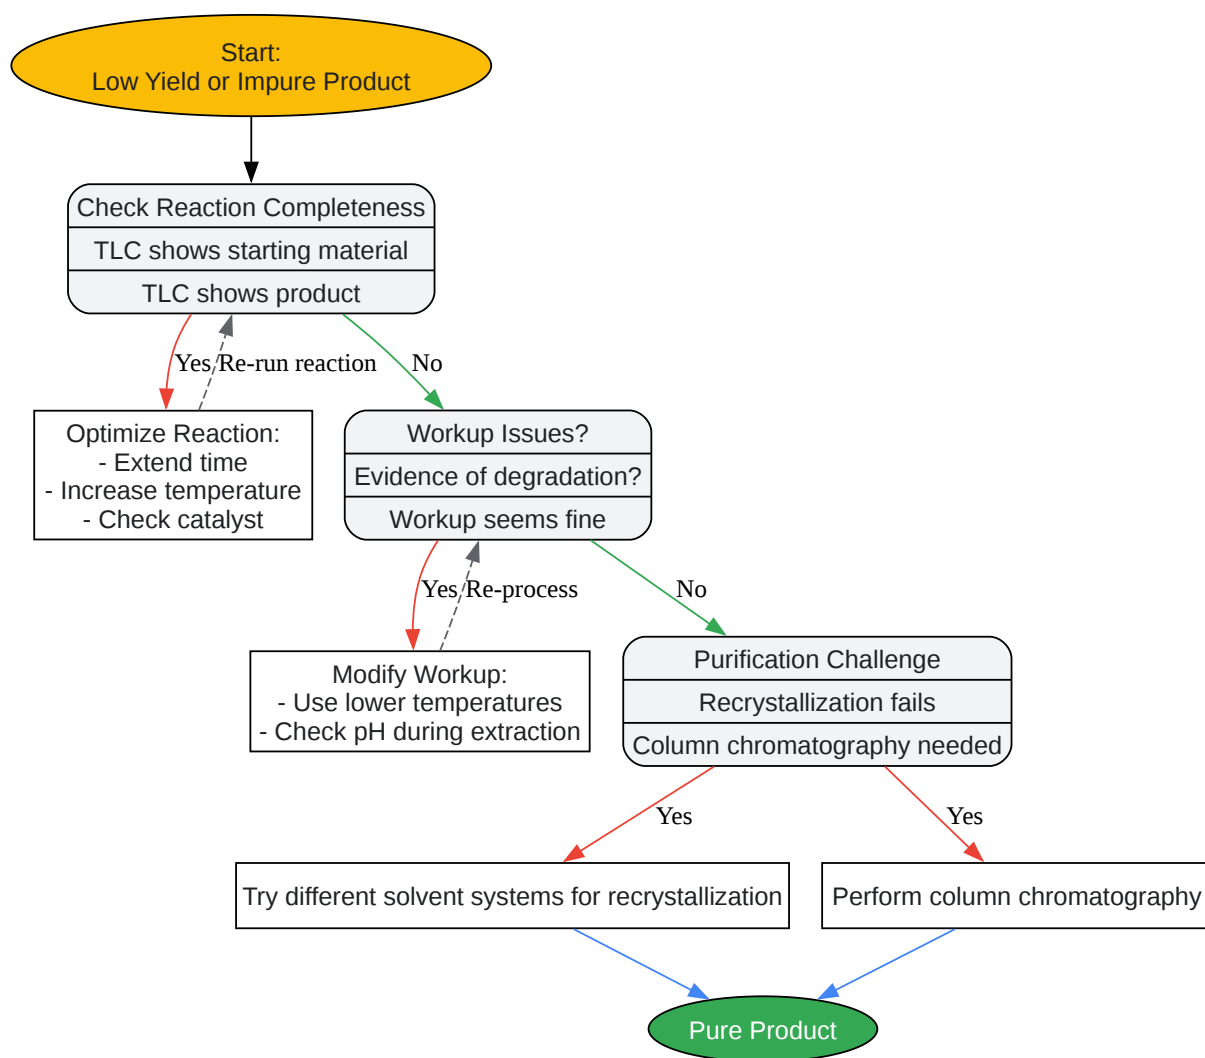 Start:
Low Yield or Impure Product
Check Reaction Completeness
TLC shows starting material
TLC shows product
Yes
Re-run reaction
No
Optimize Reaction:
- Extend time
- Increase temperature
- Check catalyst
Workup Issues?
Evidence of degradation?
Workup seems fine
Yes
Re-process
No
Modify Workup:
- Use lower temperatures
- Check pH during extraction
Purification Challenge
Recrystallization fails
Column chromatography needed
Yes
Yes
Try different solvent systems for recrystallization
Perform column chromatography
Pure Product